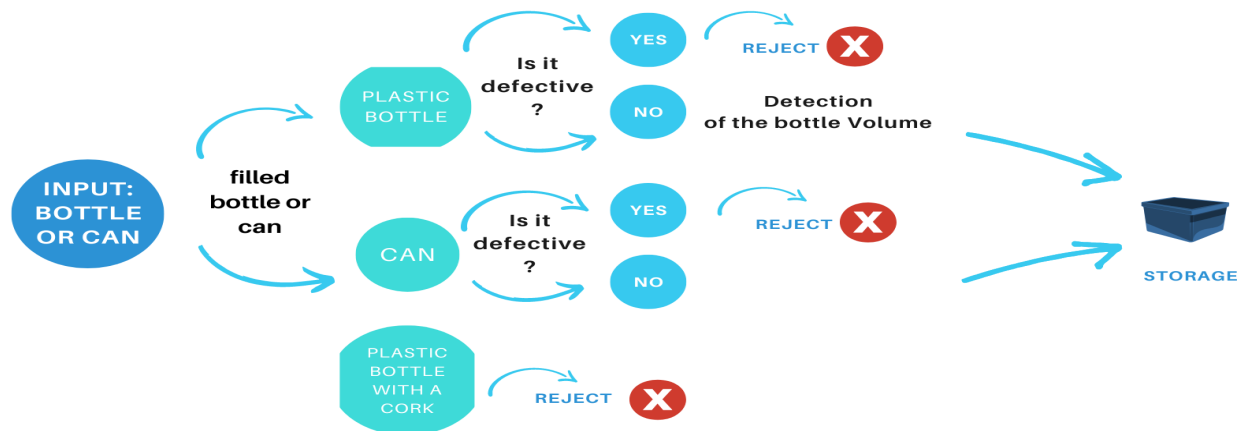 INPUT:
BOTTLE
OR CAN
filled
bottle or
can
PLASTIC
BOTTLE
Is it
defective
?
YES
REJECT X
NO
Detection
of the bottle Volume
CAN
Is it
defective
?
YES
REJECT X
NO
PLASTIC
BOTTLE
WITH A
CORK
REJECT X
STORAGE